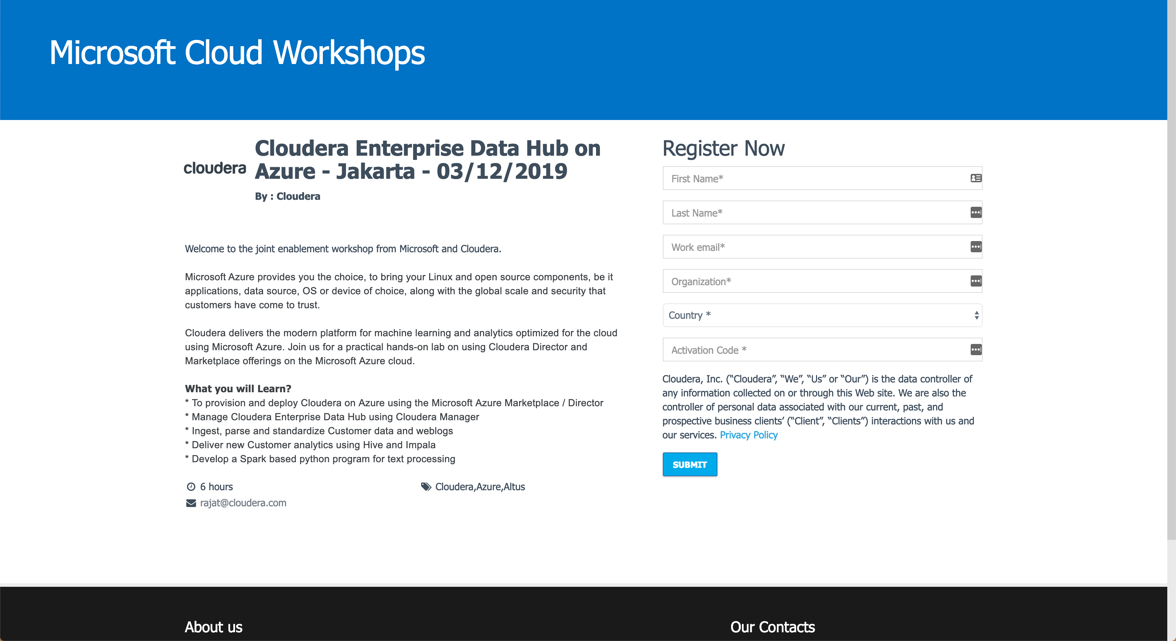 Microsoft Cloud Workshops
cloudera
Cloudera Enterprise Data Hub on
Azure - Jakarta - 03/12/2019
By : Cloudera
Welcome to the joint enablement workshop from Microsoft and Cloudera.
Microsoft Azure provides you the choice, to bring your Linux and open source components, be it
applications, data source, OS or device of choice, along with the global scale and security that
customers have come to trust.
Cloudera delivers the modern platform for machine learning and analytics optimized for the cloud
using Microsoft Azure. Join us for a practical hands-on lab on using Cloudera Director and
Marketplace offerings on the Microsoft Azure cloud.
What you will Learn?
* To provision and deploy Cloudera on Azure using the Microsoft Azure Marketplace / Director
* Manage Cloudera Enterprise Data Hub using Cloudera Manager
* Ingest, parse and standardize Customer data and weblogs
* Deliver new Customer analytics using Hive and Impala
* Develop a Spark based python program for text processing
6 hours
Cloudera,Azure,Altus
rajat@cloudera.com
Register Now
First Name*
Last Name*
Work email*
Organization*
Country *
Activation Code *
Cloudera, Inc. (“Cloudera”, “We”, “Us” or “Our”) is the data controller of
any information collected on or through this Web site. We are also the
controller of personal data associated with our current, past, and
prospective business clients’ (“Client”, “Clients”) interactions with us and
our services. Privacy Policy
SUBMIT
About us
Our Contacts